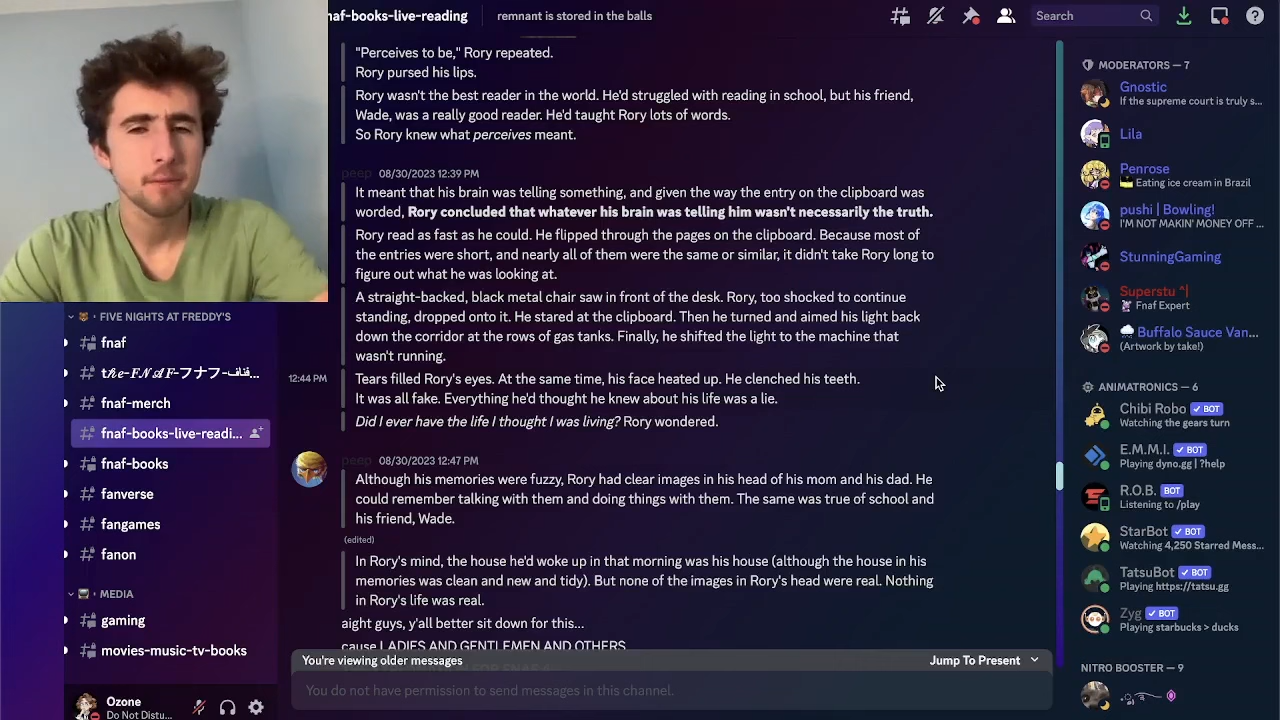 fnaf-books-live-reading
remnant is stored in the balls
Search
"Perceives to be," Rory repeated.
Rory pursed his lips.
Rory wasn't the best reader in the world. He'd struggled with reading in school, but his friend,
Wade, was a really good reader. He'd taught Rory lots of words.
So Rory knew what perceives meant.
peep 08/30/2023 12:39 PM
It meant that his brain was telling something, and given the way the entry on the clipboard was
worded, Rory concluded that whatever his brain was telling him wasn't necessarily the truth.
Rory read as fast as he could. He flipped through the pages on the clipboard. Because most of
the entries were short, and nearly all of them were the same or similar, it didn't take Rory long to
figure out what he was looking at.
A straight-backed, black metal chair saw in front of the desk. Rory, too shocked to continue
standing, dropped onto it. He stared at the clipboard. Then he turned and aimed his light back
down the corridor at the rows of gas tanks. Finally, he shifted the light to the machine that
wasn't running.
12:44 PM
Tears filled Rory's eyes. At the same time, his face heated up. He clenched his teeth.
It was all fake. Everything he'd thought he knew about his life was a lie.
Did I ever have the life I thought I was living? Rory wondered.
peep 08/30/2023 12:47 PM
Although his memories were fuzzy, Rory had clear images in his head of his mom and his dad. He
could remember talking with them and doing things with them. The same was true of school and
his friend, Wade.
(edited)
In Rory's mind, the house he'd woke up in that morning was his house (although the house in his
memories was clean and new and tidy). But none of the images in Rory's head were real. Nothing
in Rory's life was real.
aight guys, y'all better sit down for this...
cause LADIES AND GENTLEMEN AND OTHERS
You're viewing older messages
Jump To Present
You do not have permission to send messages in this channel.
FIVE NIGHTS AT FREDDY'S
fnaf
the-FNAF-フナフ-فناف...
fnaf-merch
fnaf-books-live-readi...
fnaf-books
fanverse
fangames
fanon
MEDIA
gaming
movies-music-tv-books
Ozone
Do Not Distu...
MODERATORS — 7
Gnostic
If the supreme court is truly s...
Lila
Penrose
Eating ice cream in Brazil
pushi | Bowling!
I'M NOT MAKIN' MONEY OFF ...
StunningGaming
Superstu ^|
Fnaf Expert
Buffalo Sauce Van...
(Artwork by take!)
ANIMATRONICS — 6
Chibi Robo BOT
Watching the gears turn
E.M.M.I. BOT
Playing dyno.gg | ?help
R.O.B. BOT
Listening to /play
StarBot BOT
Watching 4,250 Starred Mess...
TatsuBot BOT
Playing https://tatsu.gg
Zyg BOT
Playing starbucks > ducks
NITRO BOOSTER — 9